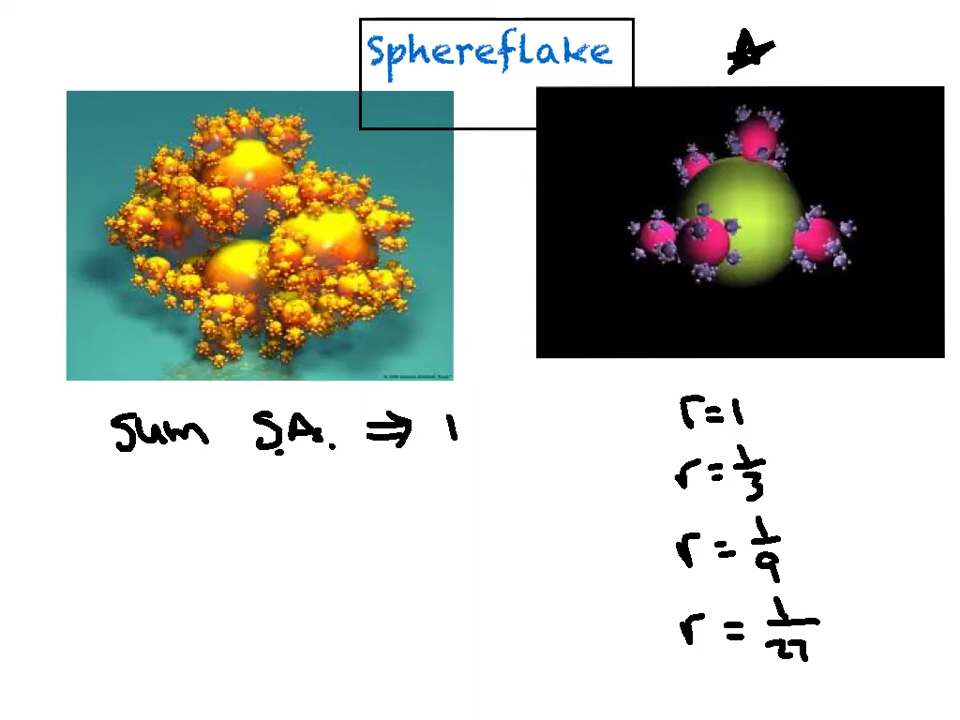 Sphereflake
A
sum S.A. ⇒ 1
r=1
r=1/3
r=1/9
r=1/27